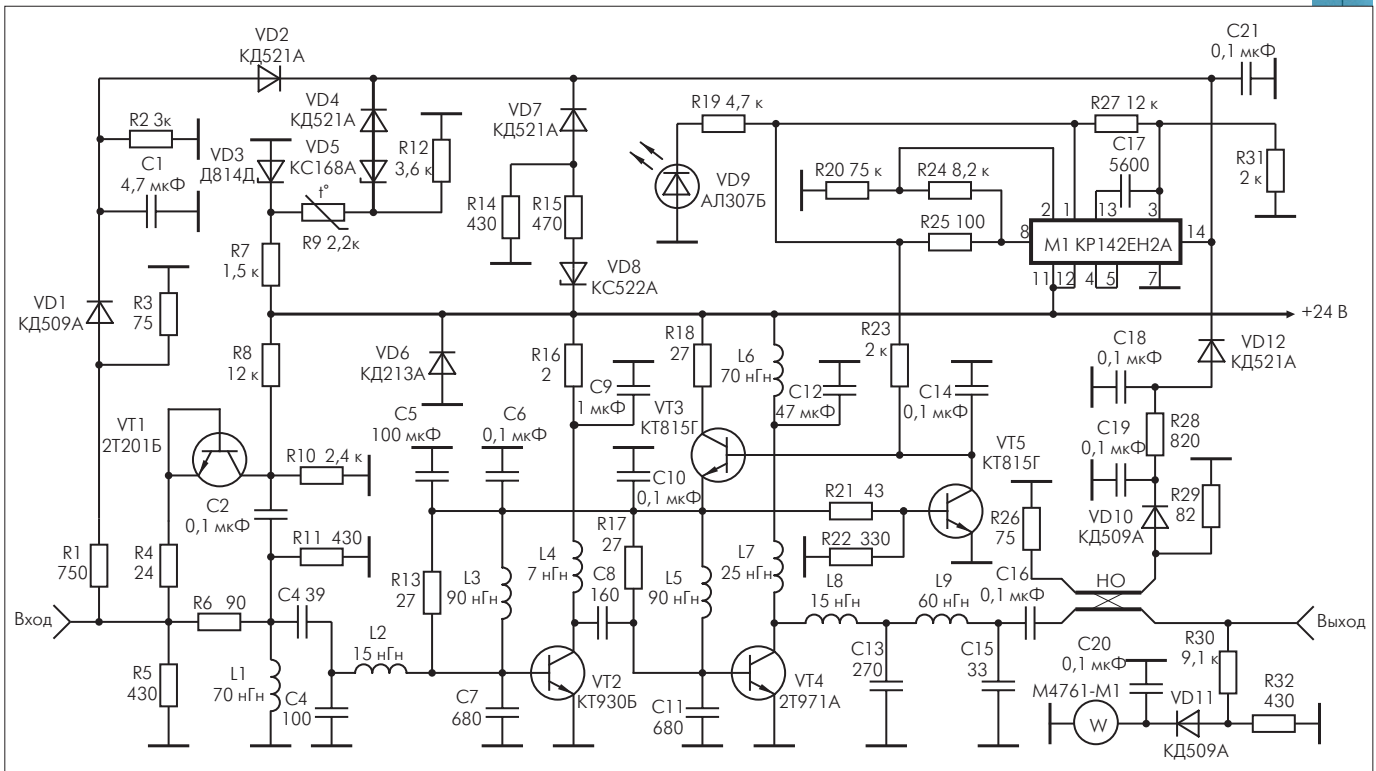 VD2
КД521А
C21
0,1 мкФ
R2 3к
C1
4,7 мкФ
VD3
Д814Д
VD4
КД521А
VD5
КС168А
R12
3,6 к
VD7
КД521А
R19 4,7 к
R27 12 к
C17
5600
R31
2 к
t°
R9 2,2к
R14
430
R15
470
VD9
АЛ307Б
R20 75 к
R24 8,2 к
R25 100
2
1
13
3
8
М1 КР142ЕН2А
14
11
12
4
5
7
R7
1,5 к
VD8
КС522А
VD1
КД509А
R3
75
+24 В
R8
12 к
VD6
КД213А
R16
2
C9
1 мкФ
R18
27
L6
70 нГн
C12
47 мкФ
R23
2 к
C14
0,1 мкФ
C18
0,1 мкФ
VD12
КД521А
VT1
2Т201Б
C5
100 мкФ
C6
0,1 мкФ
VT3
КТ815Г
C19
0,1 мкФ
R28
820
R10 2,4 к
C10
0,1 мкФ
VT5
КТ815Г
C2
0,1 мкФ
R21 43
R26
75
VD10
КД509А
R29
82
R1
750
R4
24
R11 430
R13
27
L3
90 нГн
L4
7 нГн
C8
160
R17
27
L5
90 нГн
L7
25 нГн
R22 330
L8
15 нГн
L9
60 нГн
C16
0,1 мкФ
НО
Вход
R6 90
C4 39
Выход
L2
15 нГн
R5
430
L1
70 нГн
C4
100
C7
680
VT2
КТ930Б
C11
680
VT4
2Т971А
C13
270
C15
33
C20
0,1 мкФ
R30
9,1 к
М4761-М1
W
VD11
КД509А
R32
430